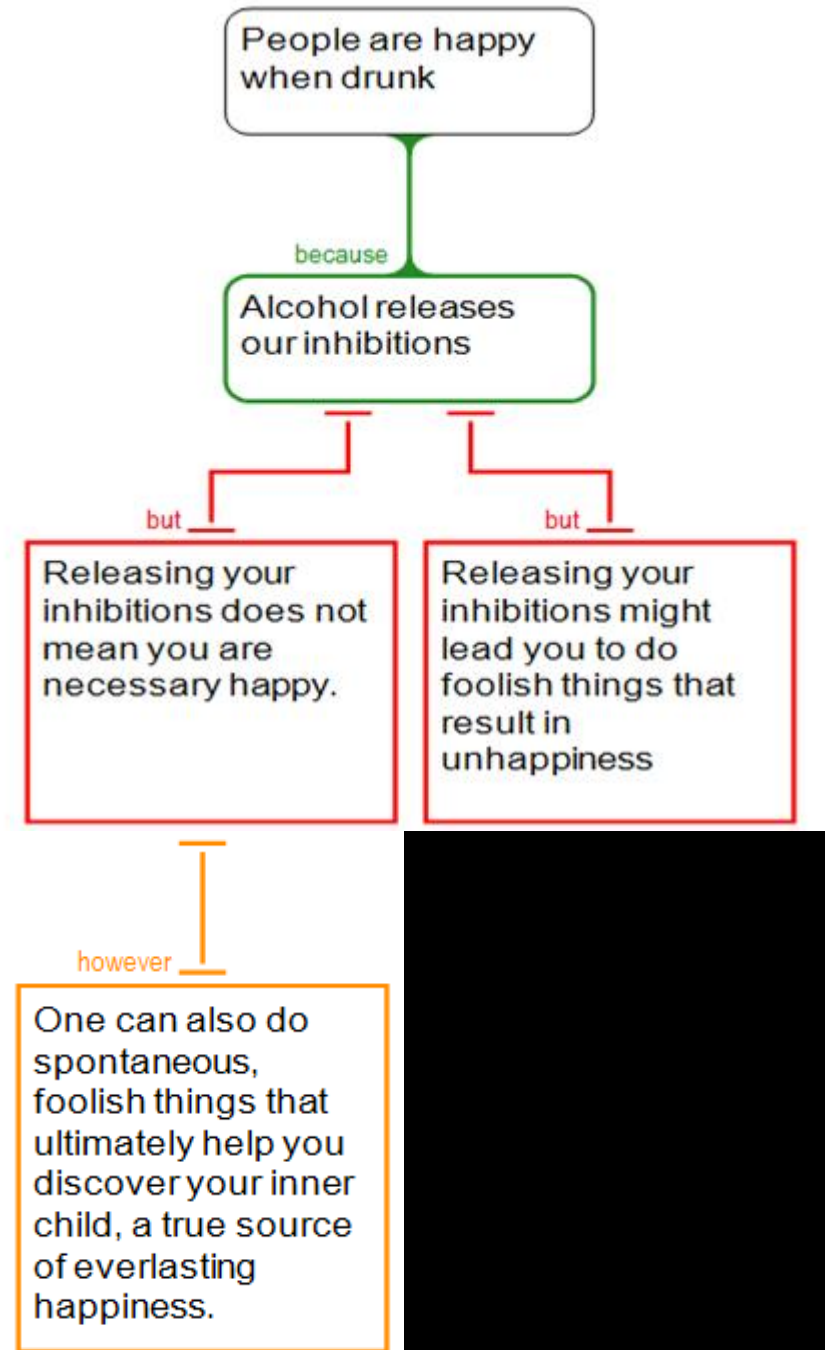 People are happy
when drunk
because
Alcohol releases
our inhibitions
but
Releasing your
inhibitions does not
mean you are
necessary happy.
but
Releasing your
inhibitions might
lead you to do
foolish things that
result in
unhappiness
however
One can also do
spontaneous,
foolish things that
ultimately help you
discover your inner
child, a true source
of everlasting
happiness.